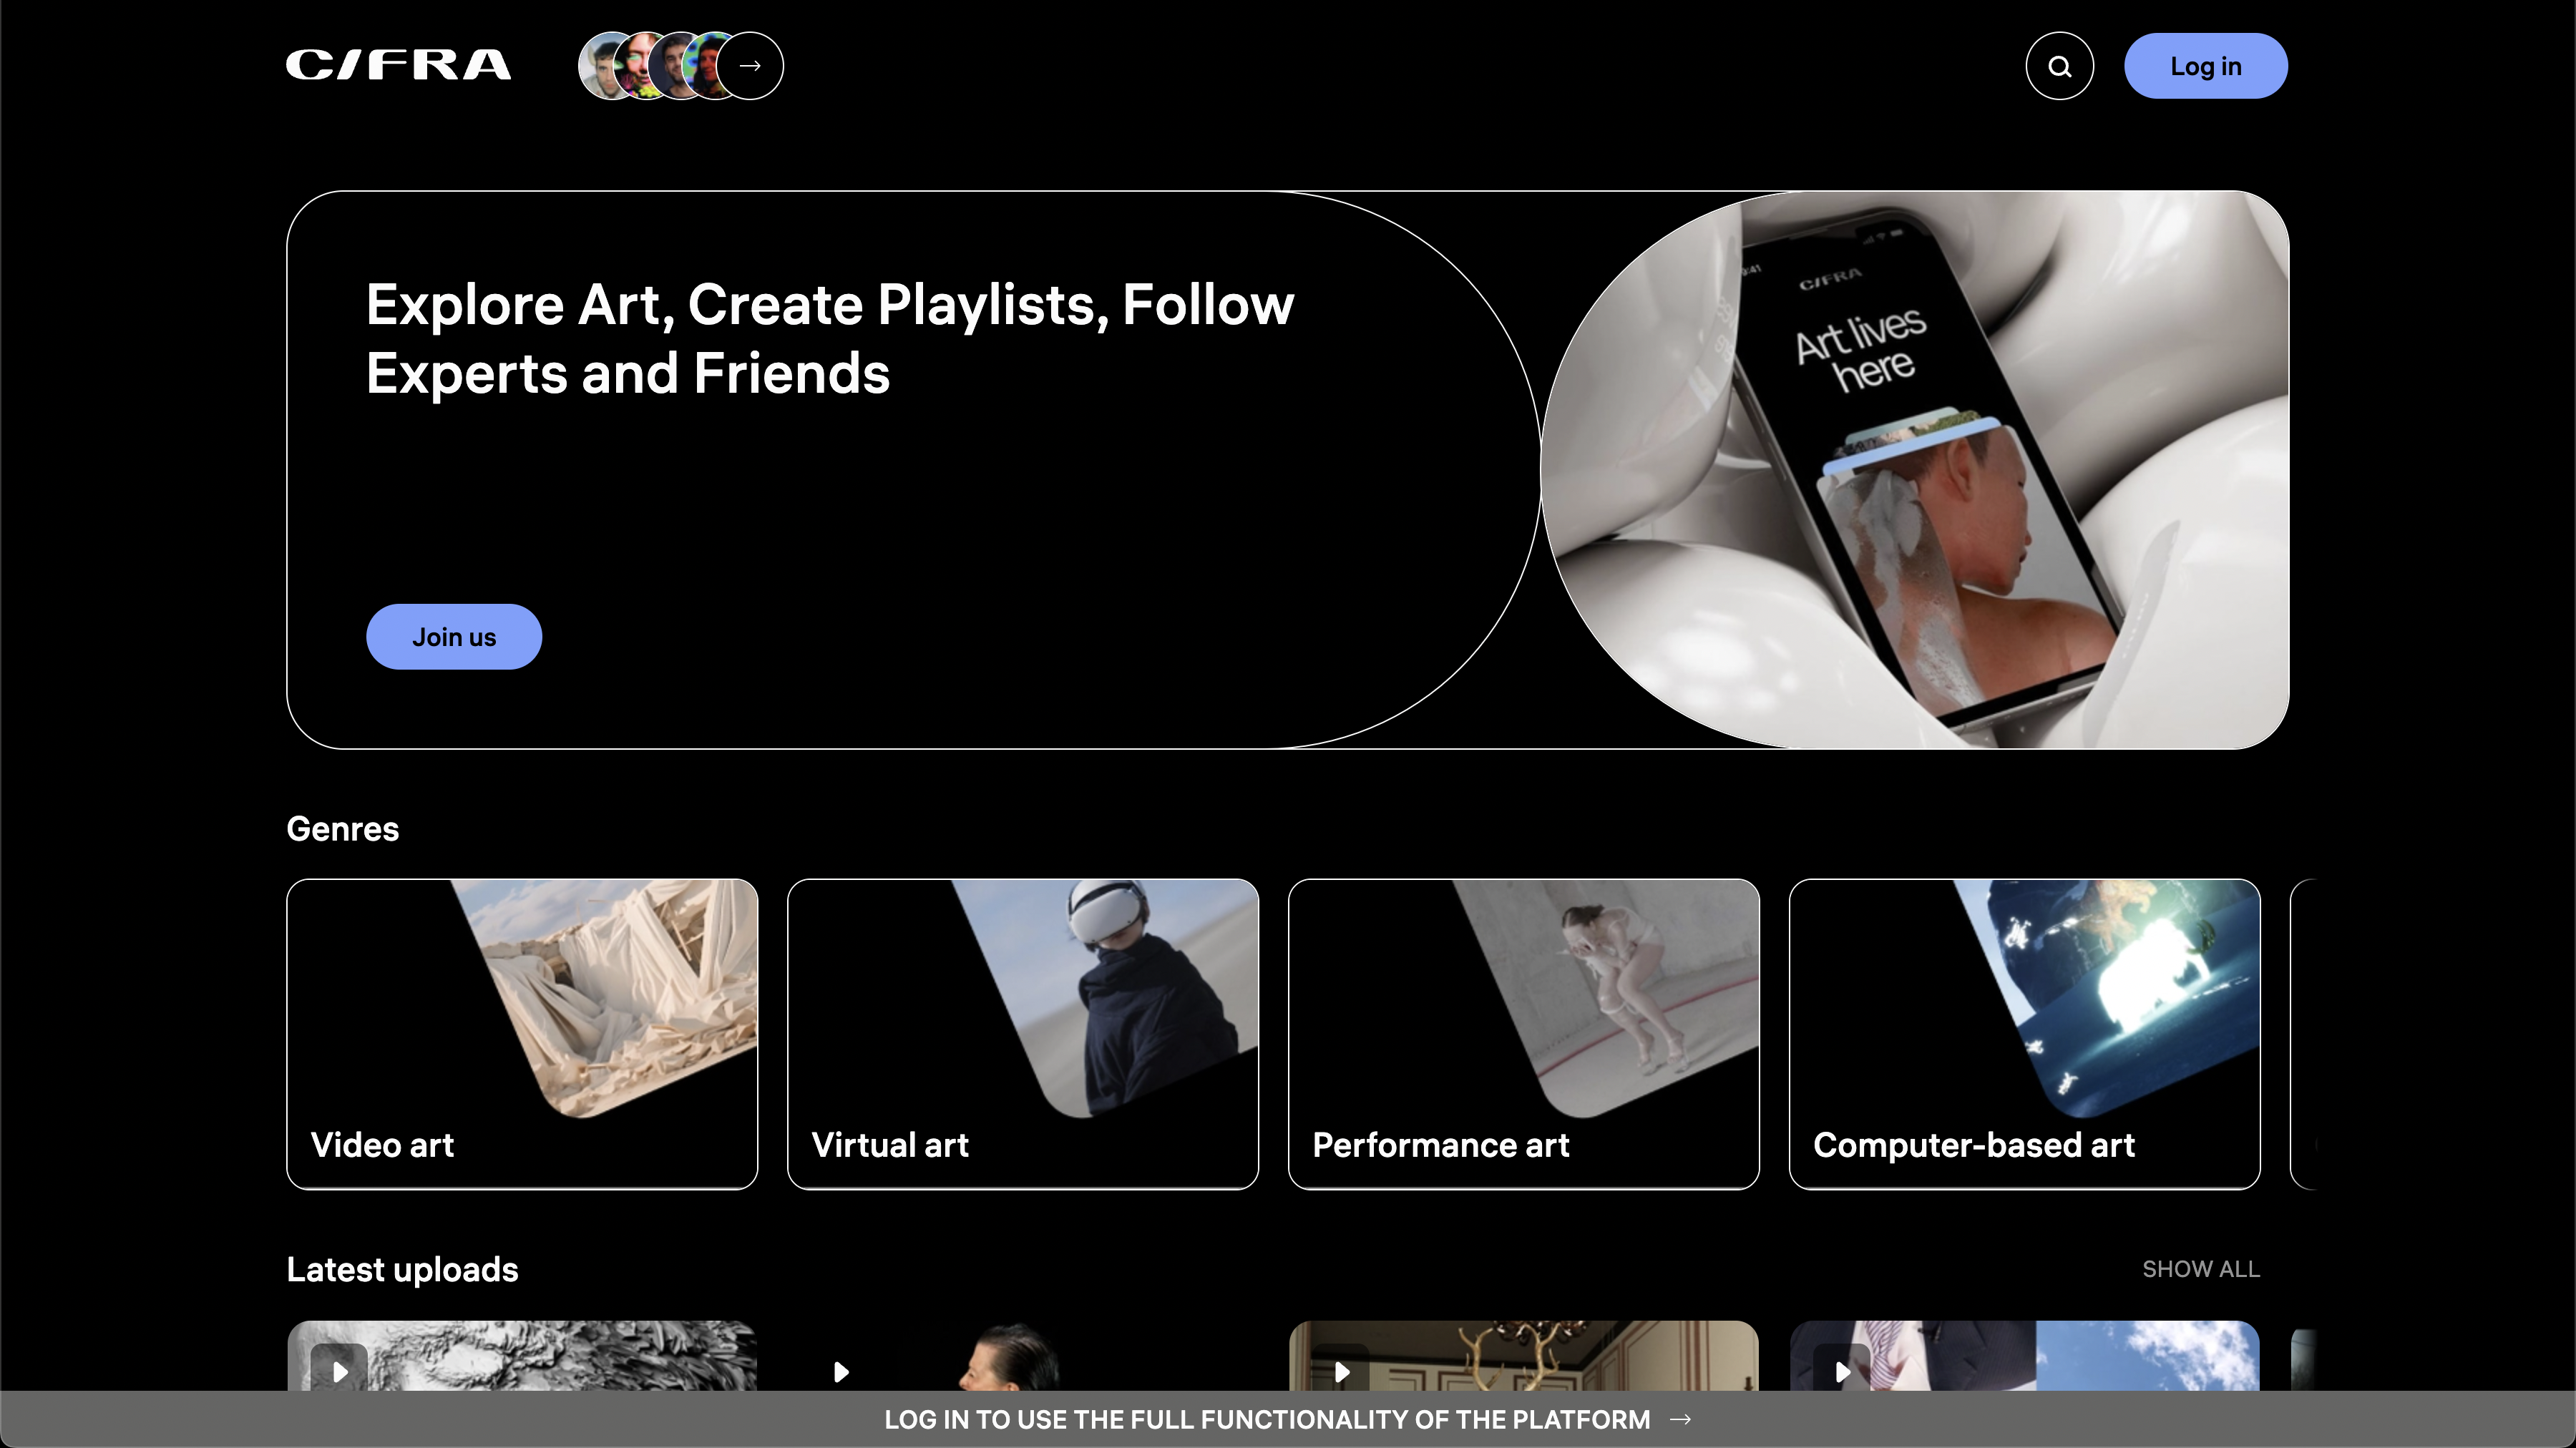 C/FRA
Log in
Explore Art, Create Playlists, Follow
Experts and Friends
Join us
9:41
C/FRA
Art lives
here
Genres
Video art
Virtual art
Performance art
Computer-based art
Latest uploads
SHOW ALL
LOG IN TO USE THE FULL FUNCTIONALITY OF THE PLATFORM →